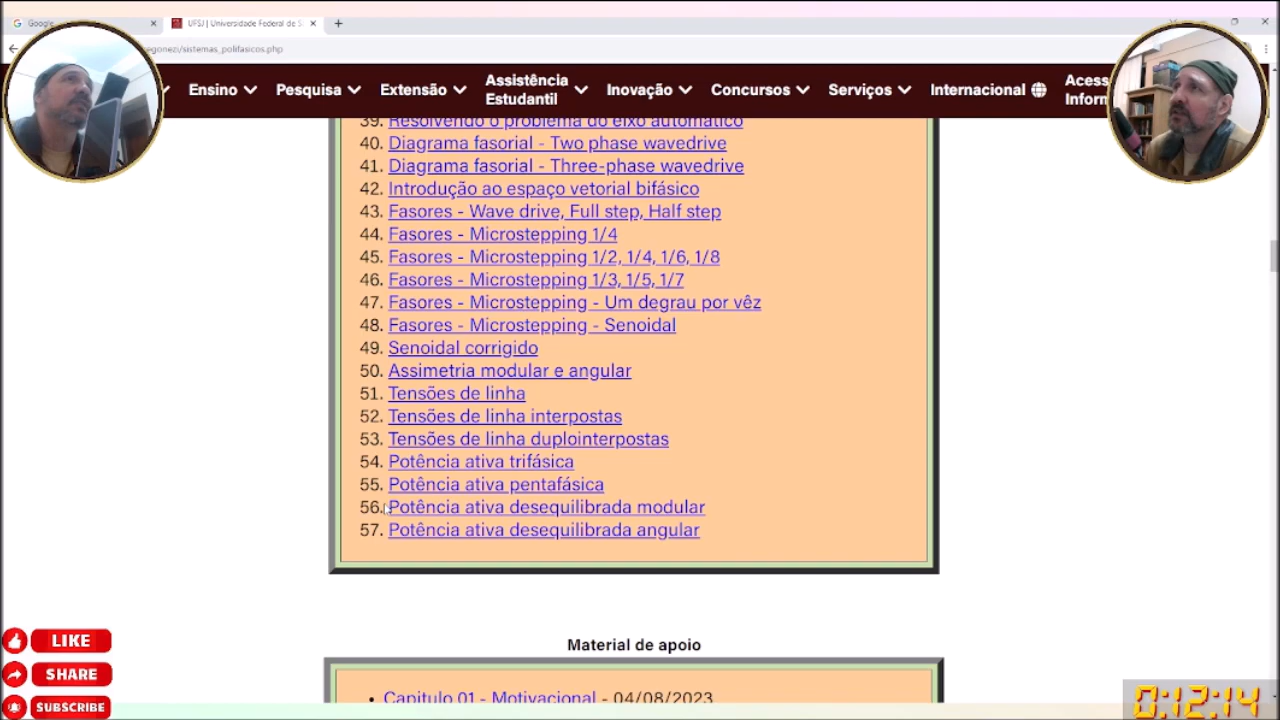 Google
UFSJ | Universidade Federal de S
egonezi/sistemas_polifasicos.php
Ensino
Pesquisa
Extensão
Assistência
Estudantil
Inovação
Concursos
Serviços
Internacional
Acess
Inform
39. Resolvendo o problema do eixo automático
40. Diagrama fasorial - Two phase wavedrive
41. Diagrama fasorial - Three-phase wavedrive
42. Introdução ao espaço vetorial bifásico
43. Fasores - Wave drive, Full step, Half step
44. Fasores - Microstepping 1/4
45. Fasores - Microstepping 1/2, 1/4, 1/6, 1/8
46. Fasores - Microstepping 1/3, 1/5, 1/7
47. Fasores - Microstepping - Um degrau por vêz
48. Fasores - Microstepping - Senoidal
49. Senoidal corrigido
50. Assimetria modular e angular
51. Tensões de linha
52. Tensões de linha interpostas
53. Tensões de linha duplointerpostas
54. Potência ativa trifásica
55. Potência ativa pentafásica
56. Potência ativa desequilibrada modular
57. Potência ativa desequilibrada angular
LIKE
SHARE
SUBSCRIBE
Material de apoio
• Capitulo 01 - Motivacional - 04/08/2023
0:12:14